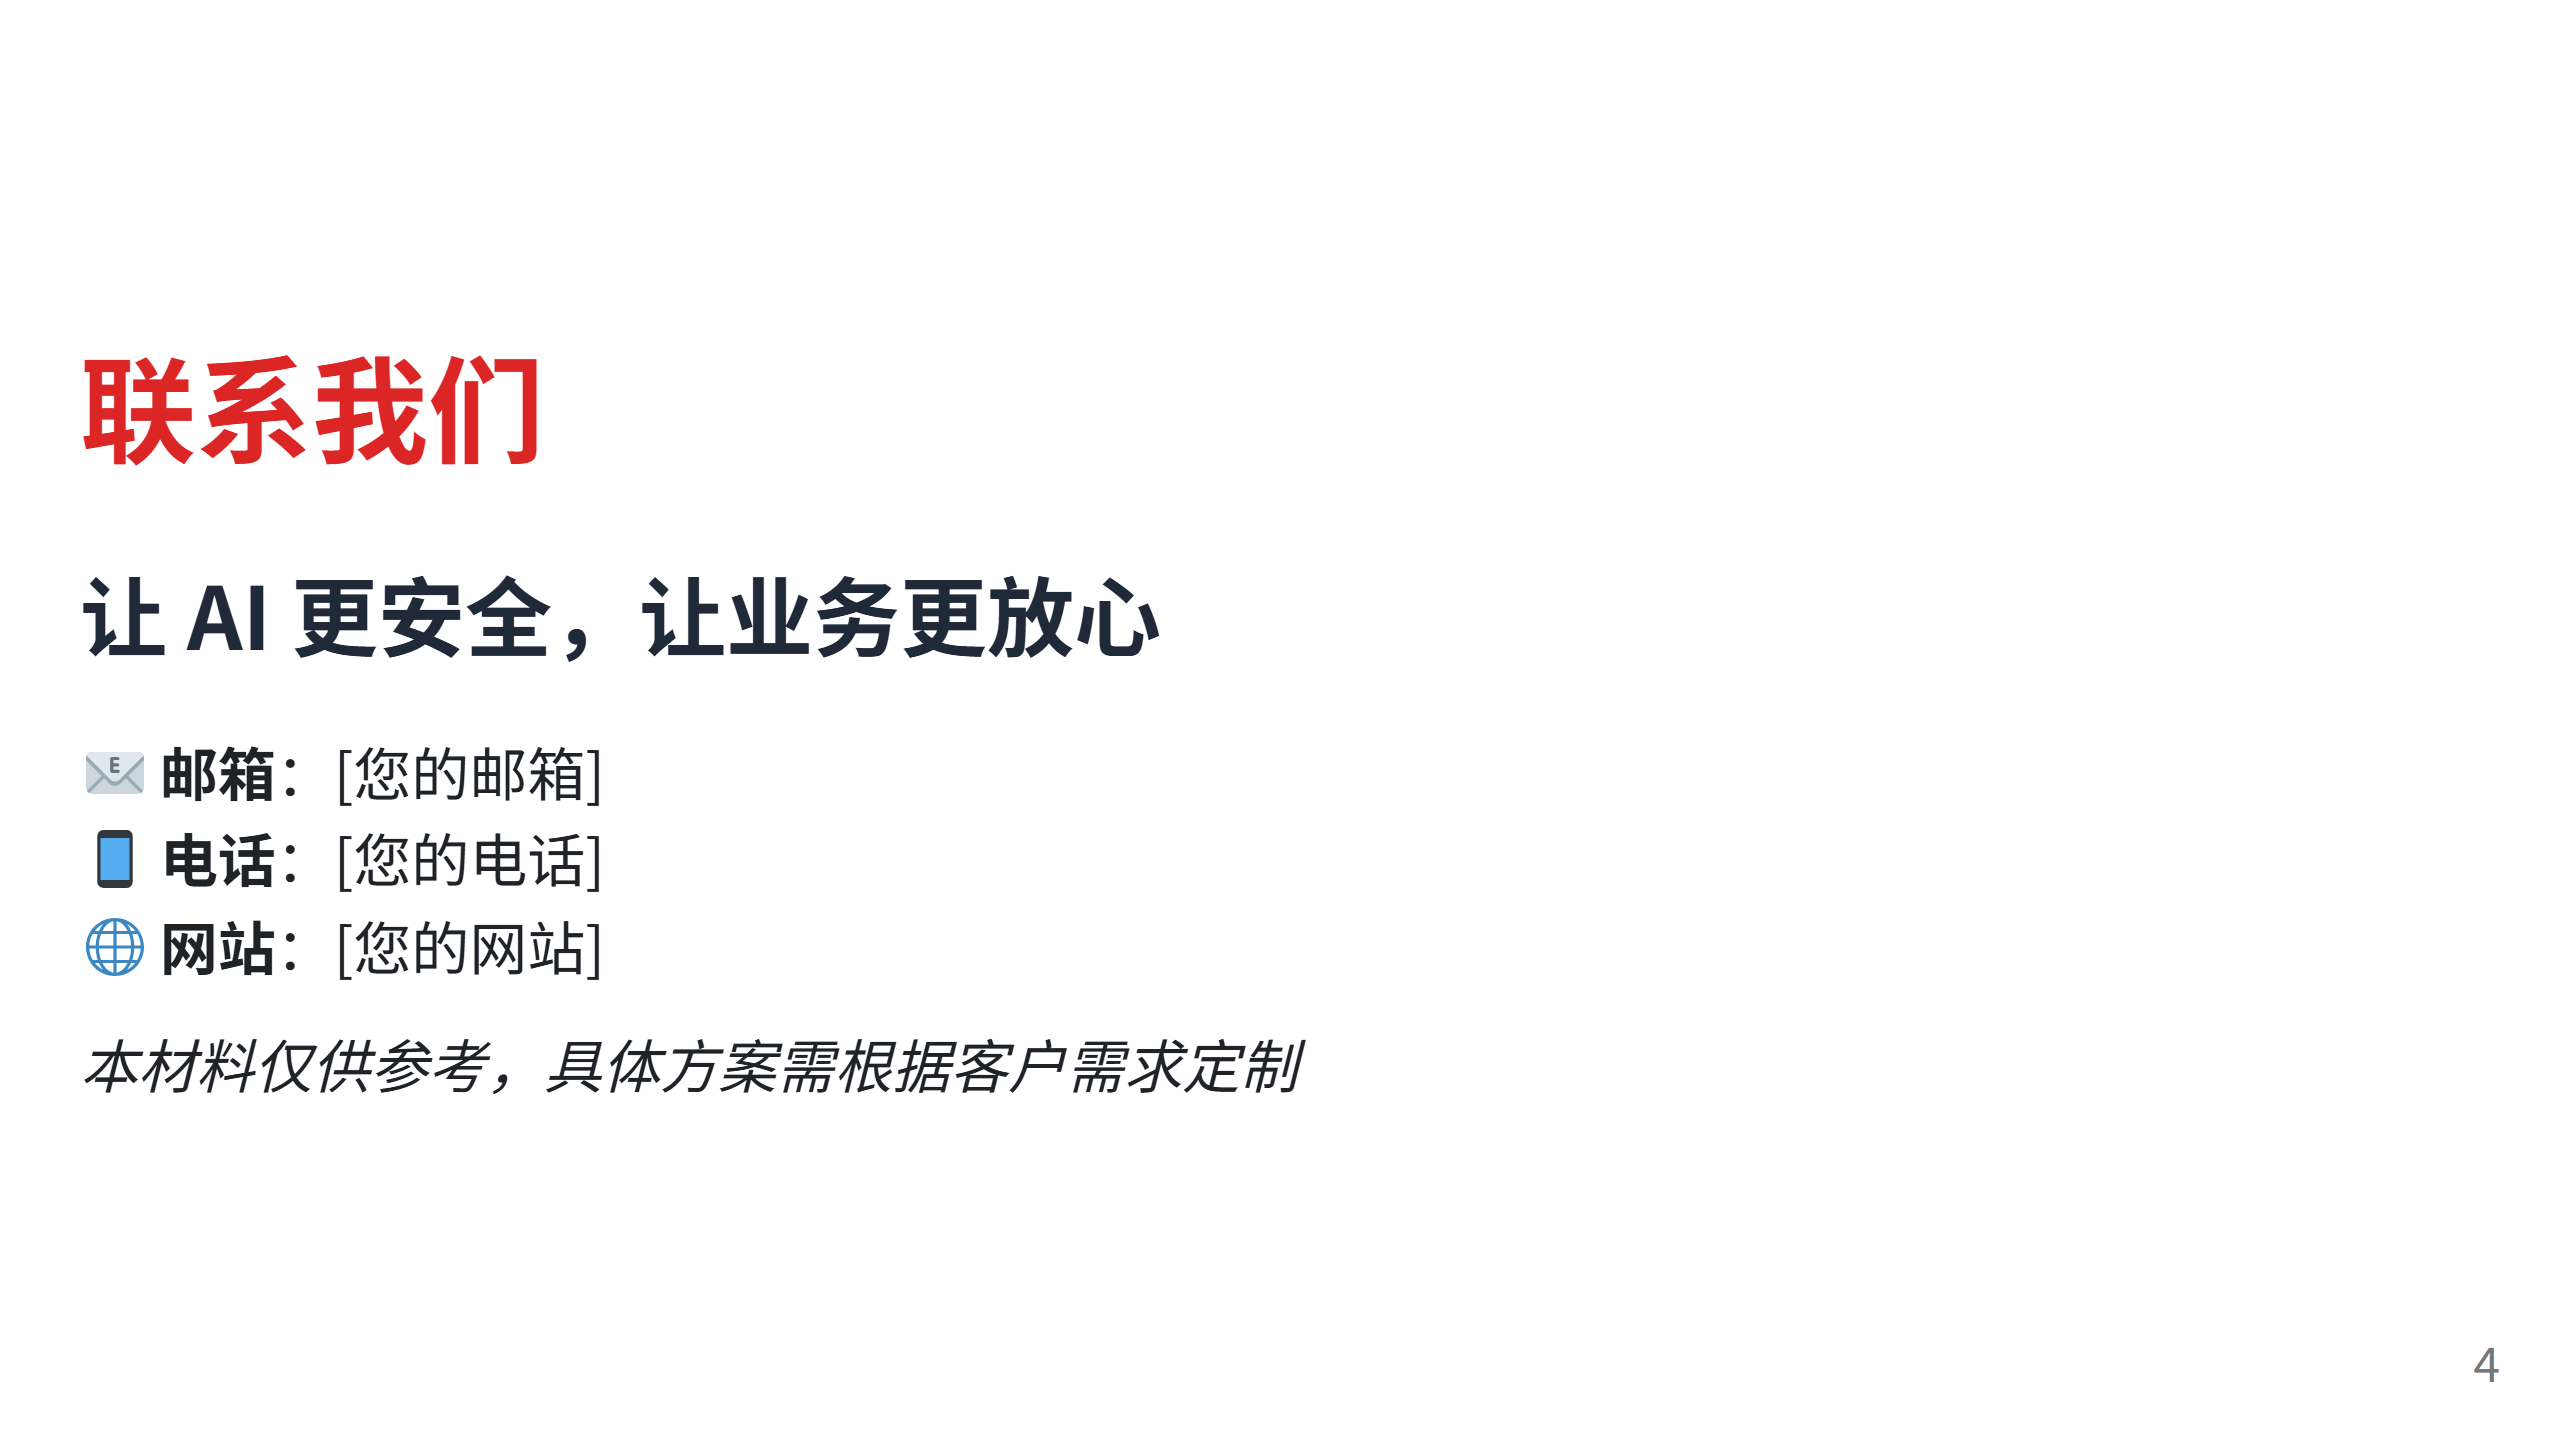 联系我们
让 AI 更安全，让业务更放心
📧 邮箱：[您的邮箱]
📱 电话：[您的电话]
🌐 网站：[您的网站]
本材料仅供参考，具体方案需根据客户需求定制
4